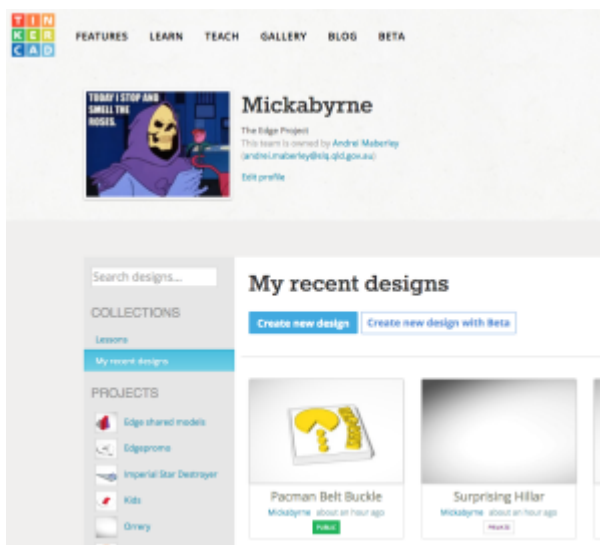 TIN
KER
CAD
FEATURES LEARN TEACH GALLERY BLOG BETA
TODAY I STOP AND
SMELL THE
ROSES.
Mickabyrne
The Edge Project
This team is owned by Andrei Maberley
(andrei.maberley@slq.qld.gov.au)
Edit profile
Search designs...
COLLECTIONS
Lessons
My recent designs
PROJECTS
Edge shared models
Edgepromo
Imperial Star Destroyer
Kids
Orrery
My recent designs
Create new design Create new design with Beta
Pacman Belt Buckle
Mickabyrne about an hour ago
PUBLIC
Surprising Hillar
Mickabyrne about an hour ago
PRIVATE